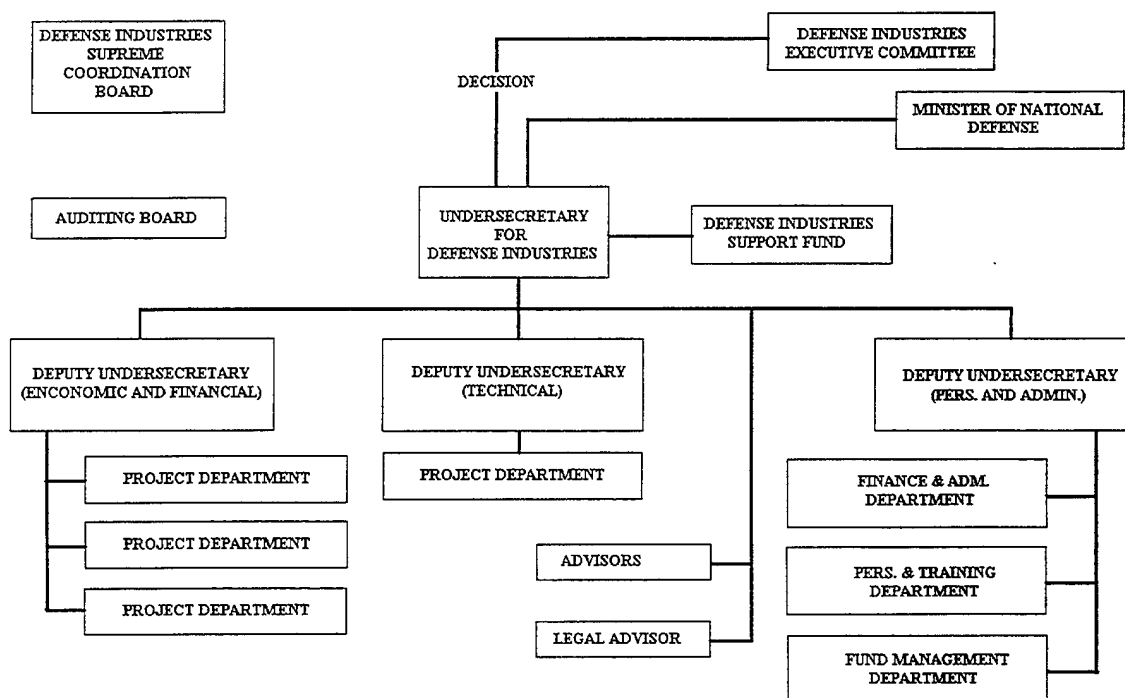 DEFENSE INDUSTRIES
SUPREME
COORDINATION
BOARD
DEFENSE INDUSTRIES
EXECUTIVE COMMITTEE
DECISION
MINISTER OF NATIONAL
DEFENSE
AUDITING BOARD
UNDERSECRETARY
FOR
DEFENSE INDUSTRIES
DEFENSE INDUSTRIES
SUPPORT FUND
DEPUTY UNDERSECRETARY
(ENCONOMIC AND FINANCIAL)
DEPUTY UNDERSECRETARY
(TECHNICAL)
DEPUTY UNDERSECRETARY
(PERS. AND ADMIN.)
PROJECT DEPARTMENT
PROJECT DEPARTMENT
PROJECT DEPARTMENT
PROJECT DEPARTMENT
ADVISORS
LEGAL ADVISOR
FINANCE & ADM.
DEPARTMENT
PERS. & TRAINING
DEPARTMENT
FUND MANAGEMENT
DEPARTMENT